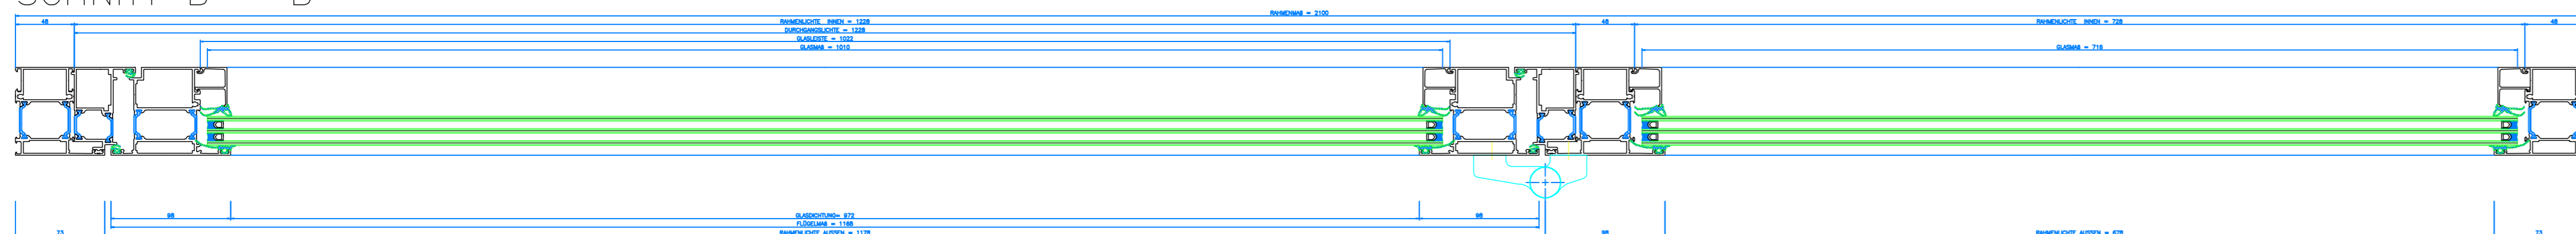 SCHNITT B B
RAHMENMAß = 2100
48 RAHMENLICHTE INNEN = 1228 48 RAHMENLICHTE INNEN = 728 48
DURCHGANGSLICHTE = 1228
GLASLEISTE = 1022
GLASMAß = 1010 GLASMAß = 716
98 GLASDICHTUNG= 972 98
FLÜGELMAß = 1168
73 RAHMENLICHTE AUSSEN = 1178 98 RAHMENLICHTE AUSSEN = 678 73